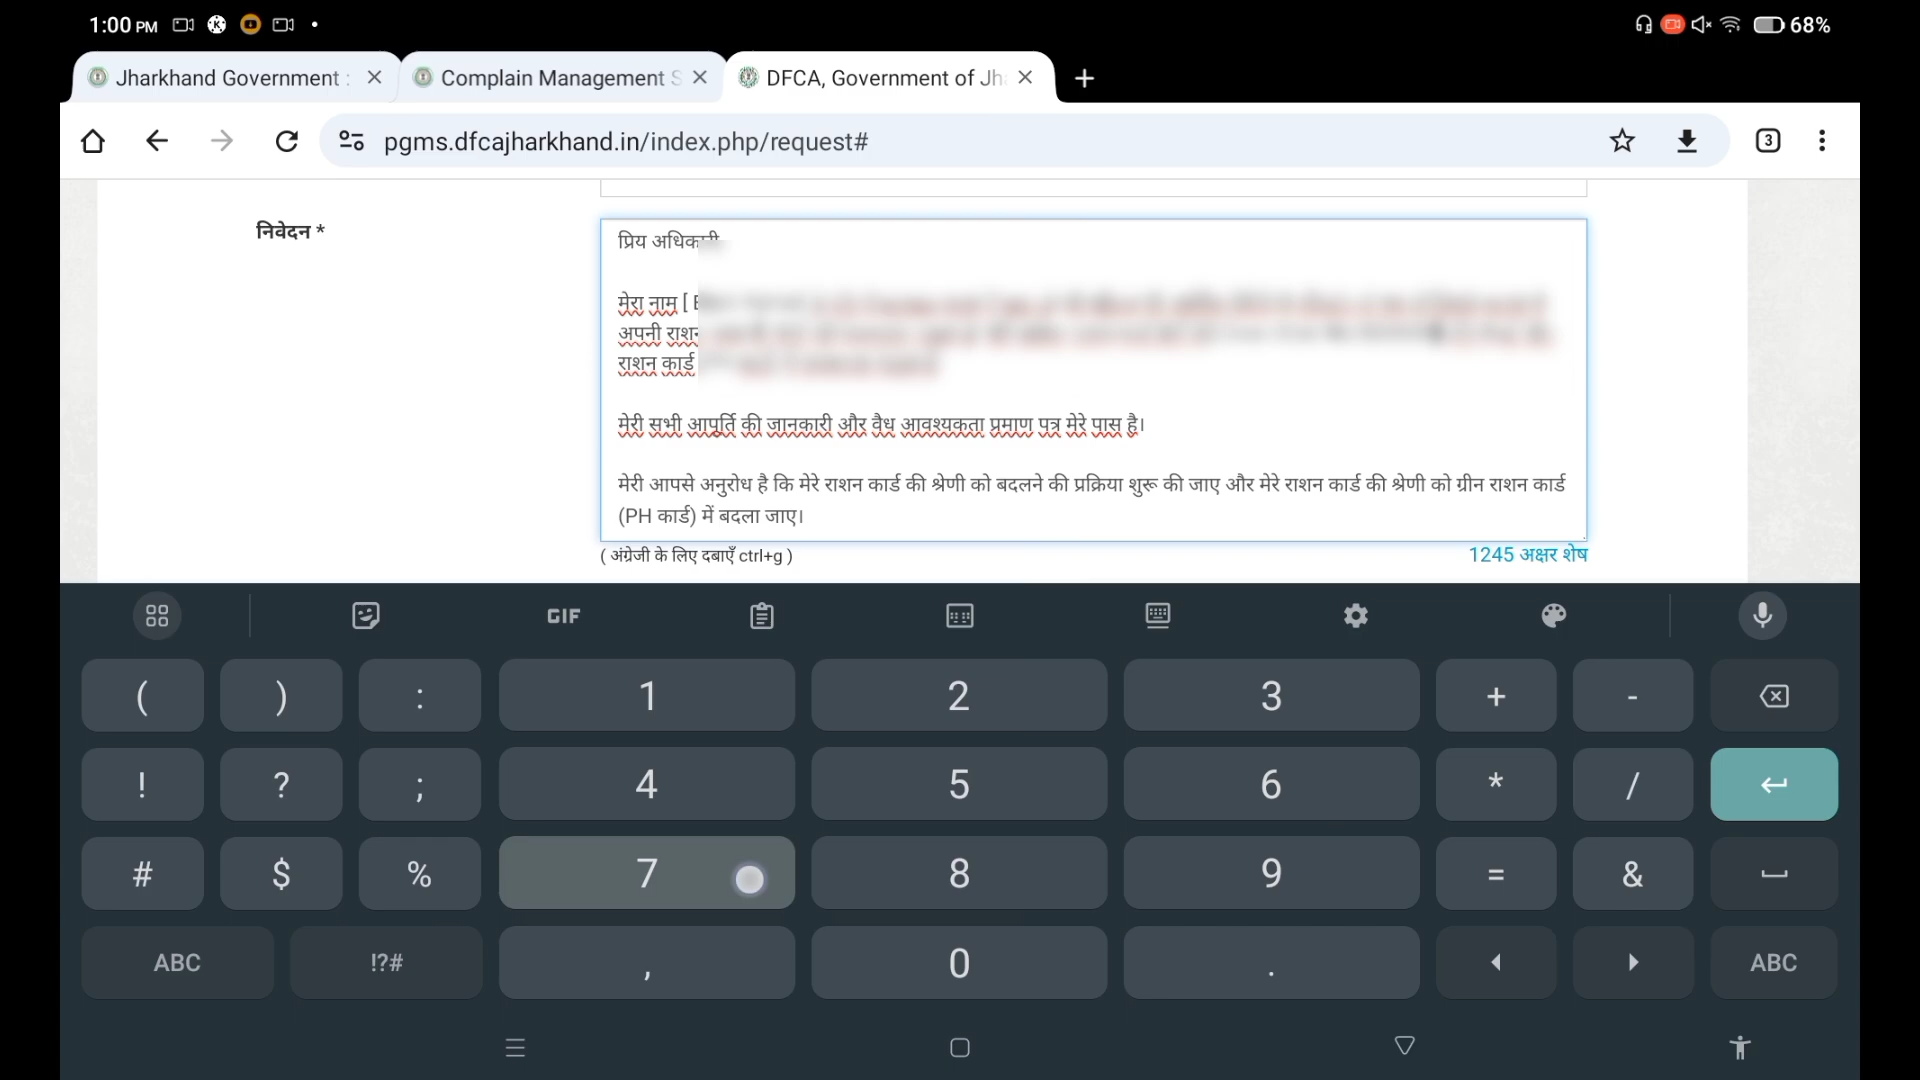 1:00 PM
68%
Jharkhand Government :
Complain Management S
DFCA, Government of Jh
pgms.dfcajharkhand.in/index.php/request#
3
निवेदन *
प्रिय अधिकारी
मेरा नाम [
अपनी राशन
राशन कार्ड
मेरी सभी आपूर्ति की जानकारी और वैध आवश्यकता प्रमाण पत्र मेरे पास है।
मेरी आपसे अनुरोध है कि मेरे राशन कार्ड की श्रेणी को बदलने की प्रक्रिया शुरू की जाए और मेरे राशन कार्ड की श्रेणी को ग्रीन राशन कार्ड
(PH कार्ड) में बदला जाए।
( अंग्रेजी के लिए दबाएँ ctrl+g )
1245 अक्षर शेष
GIF
( ) : 1 2 3 + -
! ? ; 4 5 6 * /
# $ % 7 8 9 = &
ABC !?# , 0 . ABC